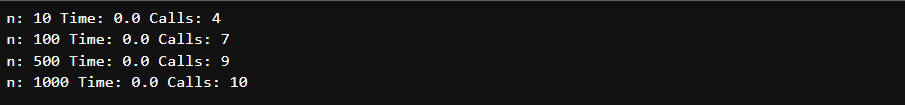 n: 10 Time: 0.0 Calls: 4
n: 100 Time: 0.0 Calls: 7
n: 500 Time: 0.0 Calls: 9
n: 1000 Time: 0.0 Calls: 10